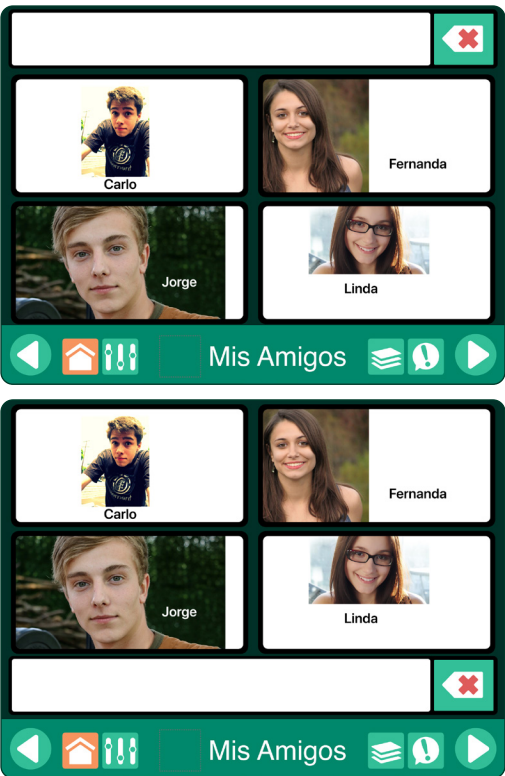 Carlo
Fernanda
Jorge
Linda
Mis Amigos
Carlo
Fernanda
Jorge
Linda
Mis Amigos